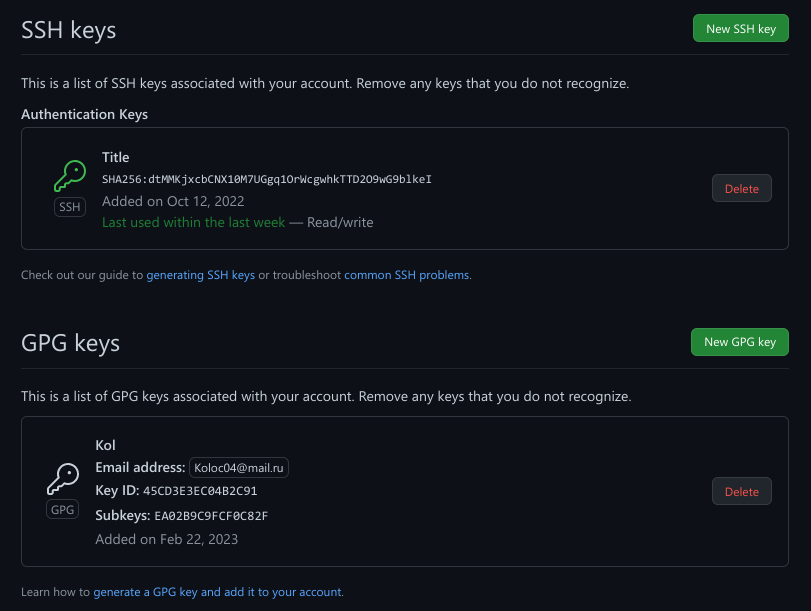 SSH keys
New SSH key
This is a list of SSH keys associated with your account. Remove any keys that you do not recognize.
Authentication Keys
Title
SHA256:dtMMKjxcbCNX10M7UGgq1OrWcgwhkTTD2O9wG9blkeI
SSH
Added on Oct 12, 2022
Last used within the last week — Read/write
Delete
Check out our guide to generating SSH keys or troubleshoot common SSH problems.
GPG keys
New GPG key
This is a list of GPG keys associated with your account. Remove any keys that you do not recognize.
Kol
Email address: Koloc04@mail.ru
Key ID: 45CD3E3EC04B2C91
GPG
Subkeys: EA02B9C9FCF0C82F
Added on Feb 22, 2023
Delete
Learn how to generate a GPG key and add it to your account.